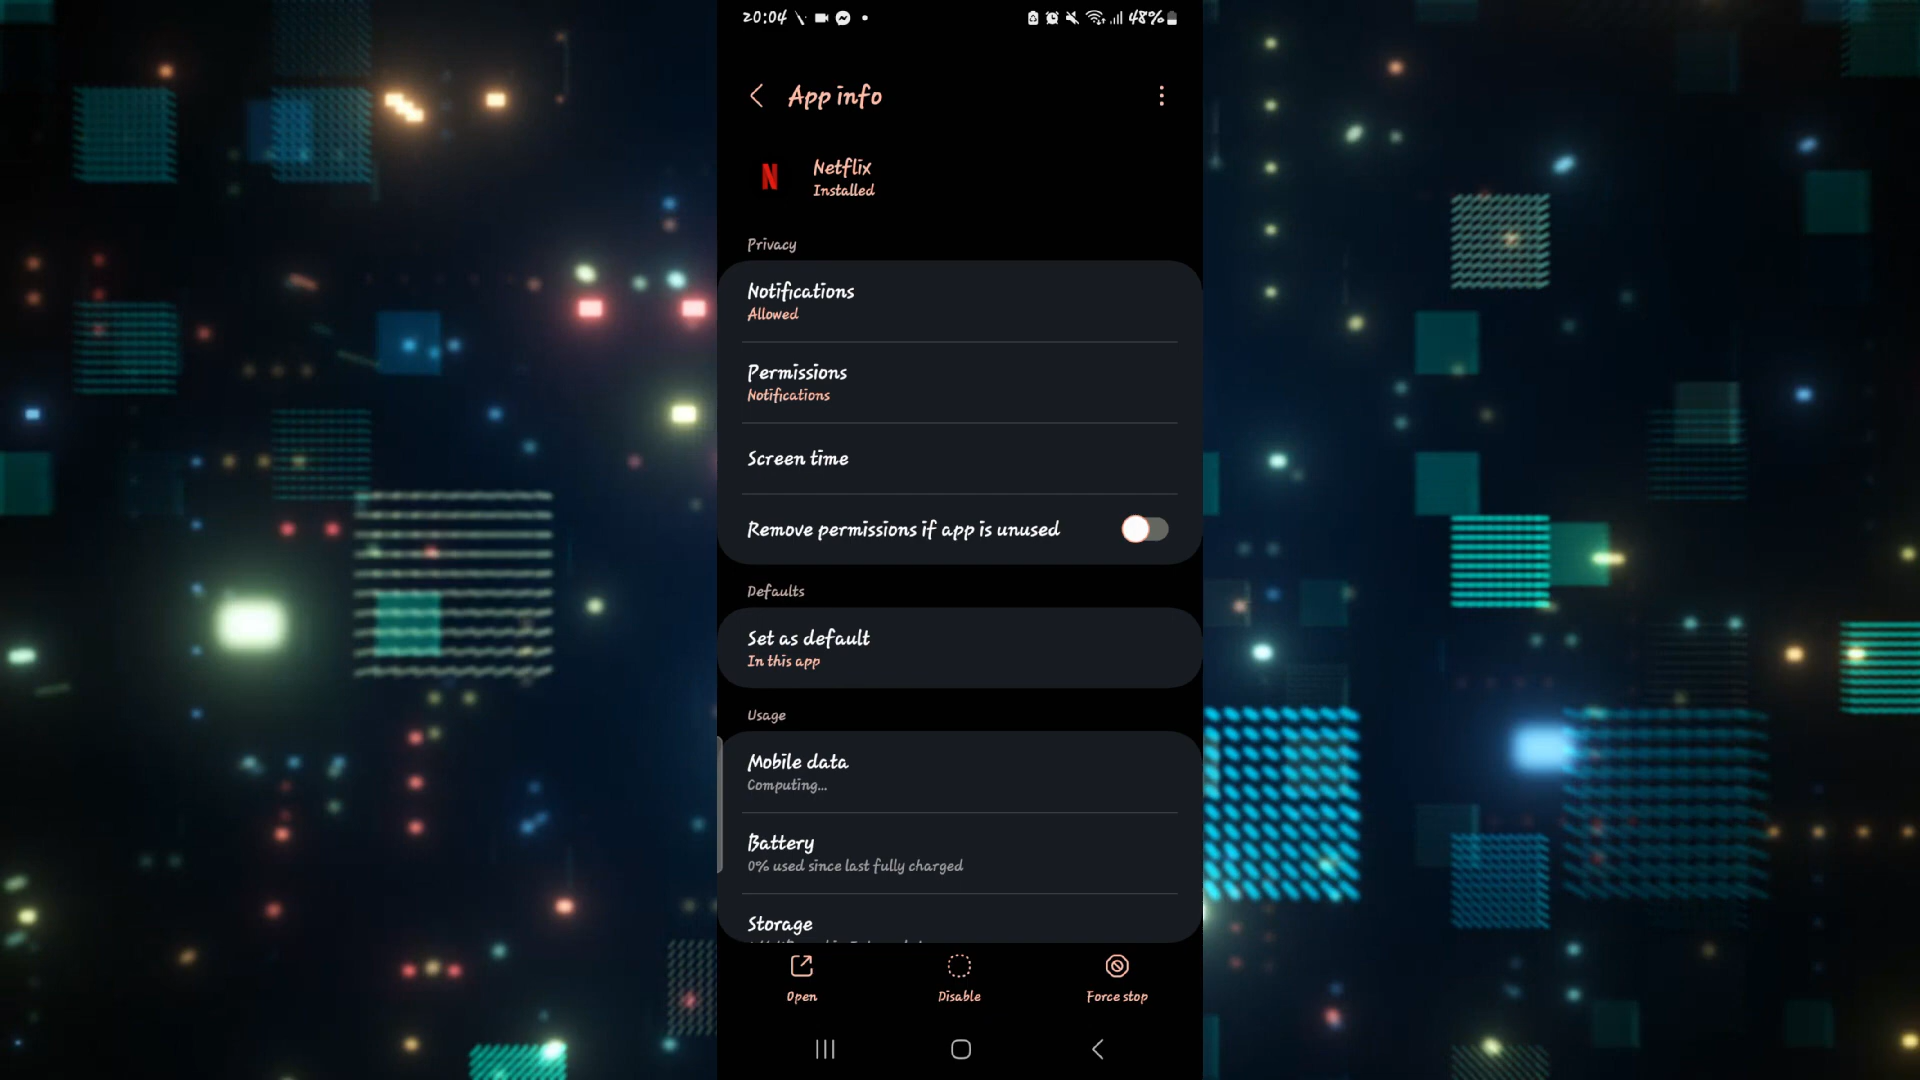 20:04 48%
App info
N
Netflix
Installed
Privacy
Notifications
Allowed
Permissions
Notifications
Screen time
Remove permissions if app is unused
Defaults
Set as default
In this app
Usage
Mobile data
Computing...
Battery
0% used since last fully charged
Storage
Open Disable Force stop